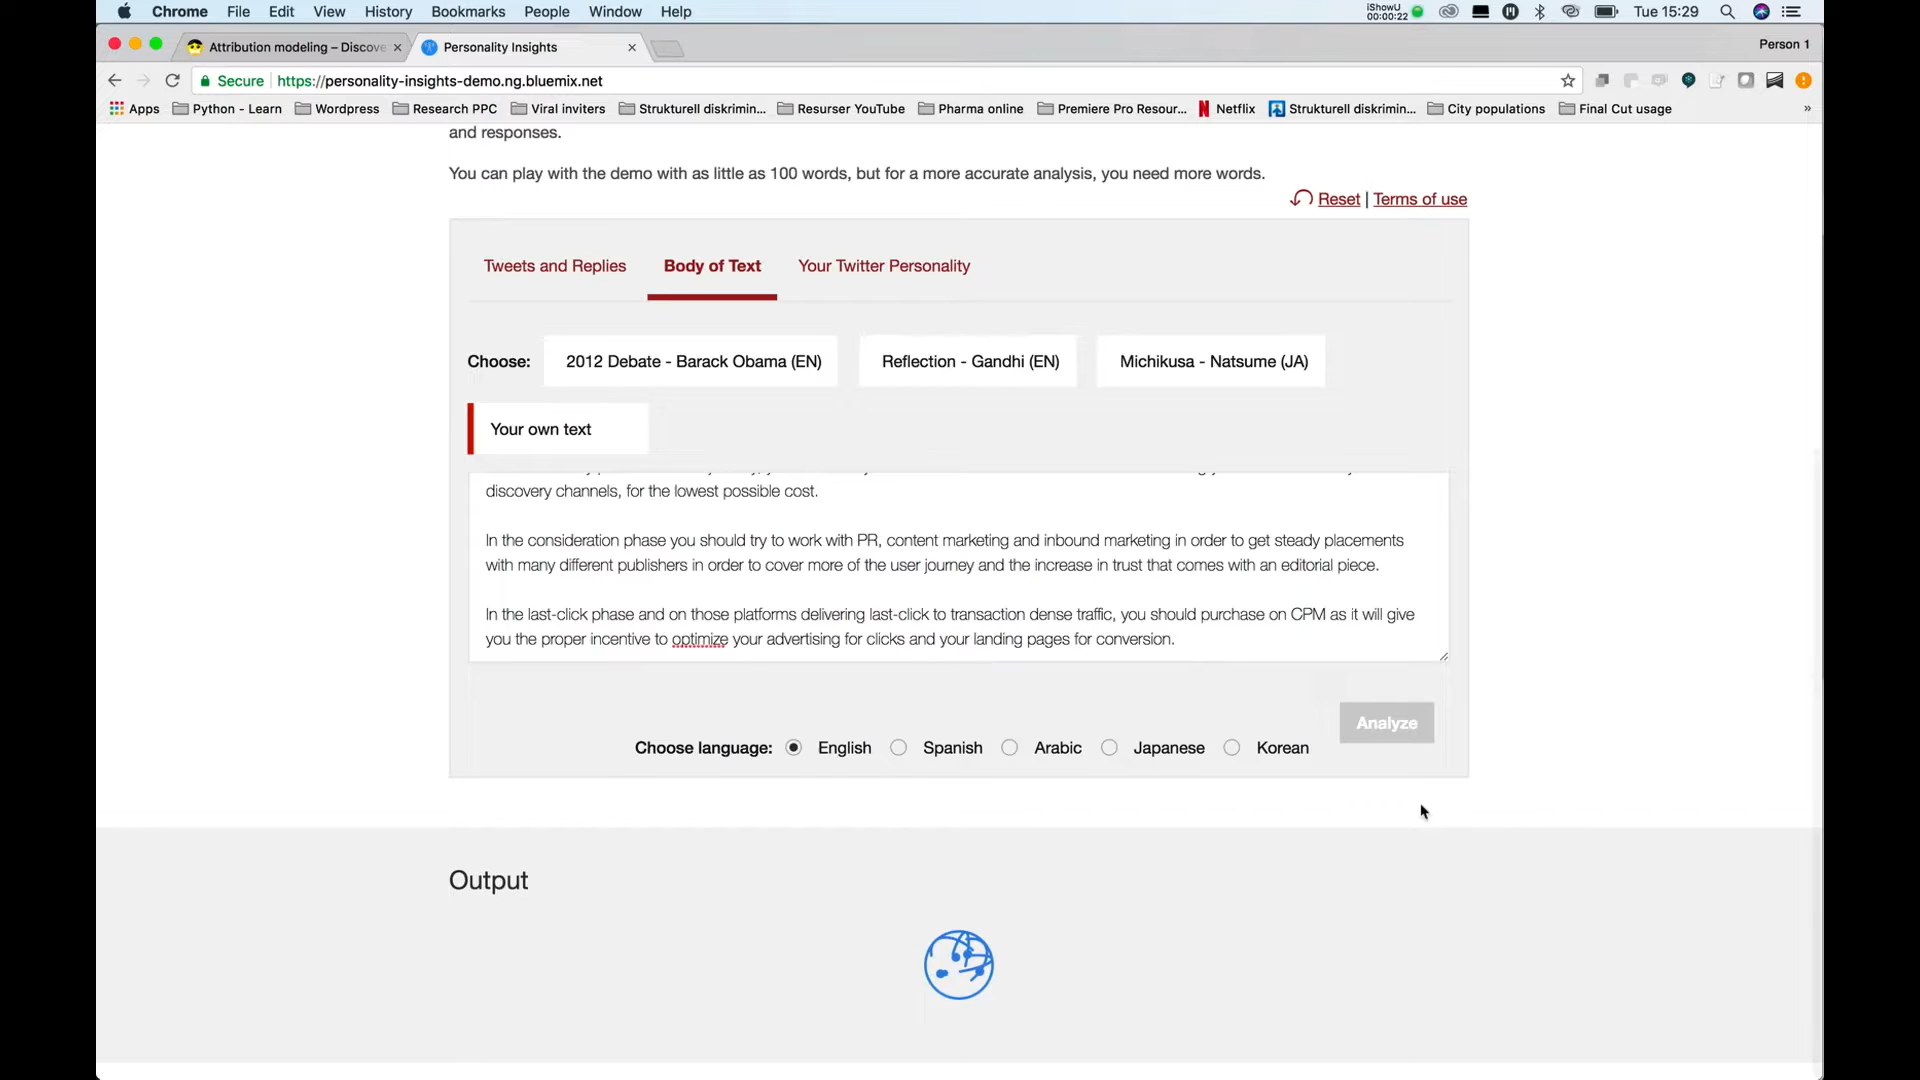 Chrome File Edit View History Bookmarks People Window Help
iShowU
00:00:22
Tue 15:29
Attribution modeling – Discove
Personality Insights
Person 1
Secure https://personality-insights-demo.ng.bluemix.net
Apps Python - Learn Wordpress Research PPC Viral inviters Strukturell diskrimin... Resurser YouTube Pharma online Premiere Pro Resour... Netflix Strukturell diskrimin... City populations Final Cut usage »
and responses.
You can play with the demo with as little as 100 words, but for a more accurate analysis, you need more words.
Reset | Terms of use
Tweets and Replies Body of Text Your Twitter Personality
Choose: 2012 Debate - Barack Obama (EN) Reflection - Gandhi (EN) Michikusa - Natsume (JA)
Your own text
discovery channels, for the lowest possible cost.
In the consideration phase you should try to work with PR, content marketing and inbound marketing in order to get steady placements
with many different publishers in order to cover more of the user journey and the increase in trust that comes with an editorial piece.
In the last-click phase and on those platforms delivering last-click to transaction dense traffic, you should purchase on CPM as it will give
you the proper incentive to optimize your advertising for clicks and your landing pages for conversion.
Analyze
Choose language: English Spanish Arabic Japanese Korean
Output